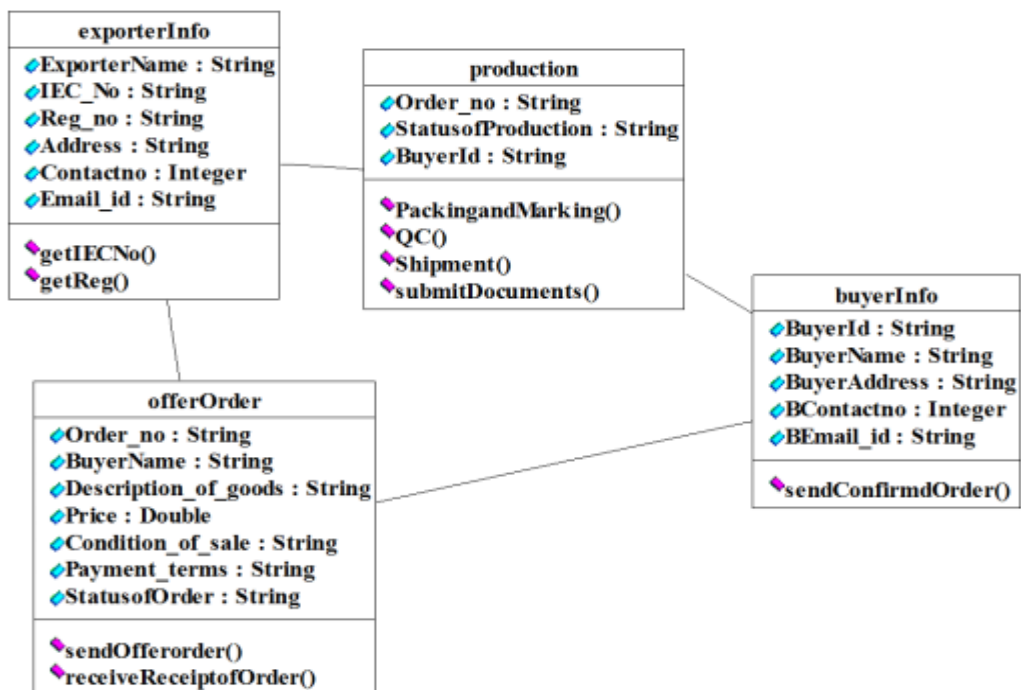 exporterInfo
ExporterName : String
IEC_No : String
Reg_no : String
Address : String
Contactno : Integer
Email_id : String
getIECNo()
getReg()
production
Order_no : String
StatusofProduction : String
BuyerId : String
PackingandMarking()
QC()
Shipment()
submitDocuments()
buyerInfo
BuyerId : String
BuyerName : String
BuyerAddress : String
BContactno : Integer
BEmail_id : String
sendConfirmdOrder()
offerOrder
Order_no : String
BuyerName : String
Description_of_goods : String
Price : Double
Condition_of_sale : String
Payment_terms : String
StatusofOrder : String
sendOfferorder()
receiveReceiptofOrder()